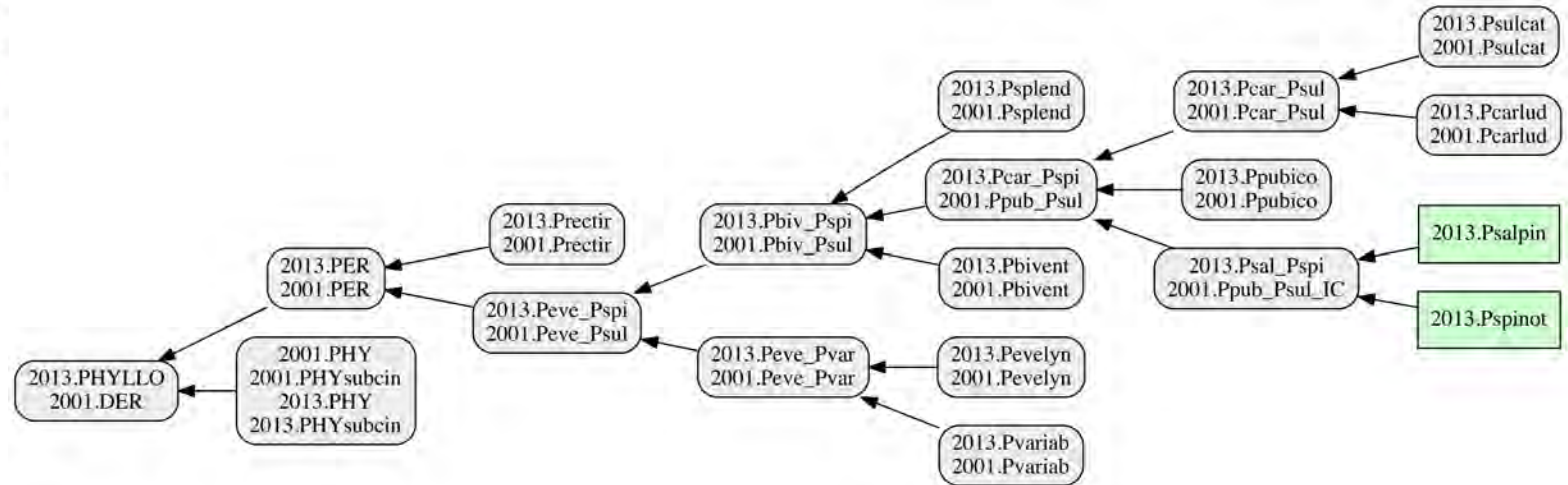 2013.PHYLLO
2001.DER
2013.PER
2001.PER
2001.PHY
2001.PHYsubcin
2013.PHY
2013.PHYsubcin
2013.Prectir
2001.Prectir
2013.Peve_Pspi
2001.Peve_Psul
2013.Pbiv_Pspi
2001.Pbiv_Psul
2013.Peve_Pvar
2001.Peve_Pvar
2013.Psplend
2001.Psplend
2013.Pcar_Pspi
2001.Ppub_Psul
2013.Pbivent
2001.Pbivent
2013.Pevelyn
2001.Pevelyn
2013.Pvariab
2001.Pvariab
2013.Pcar_Psul
2001.Pcar_Psul
2013.Ppubico
2001.Ppubico
2013.Psal_Pspi
2001.Ppub_Psul_IC
2013.Psulcat
2001.Psulcat
2013.Pcarlud
2001.Pcarlud
2013.Psalpin
2013.Pspinot